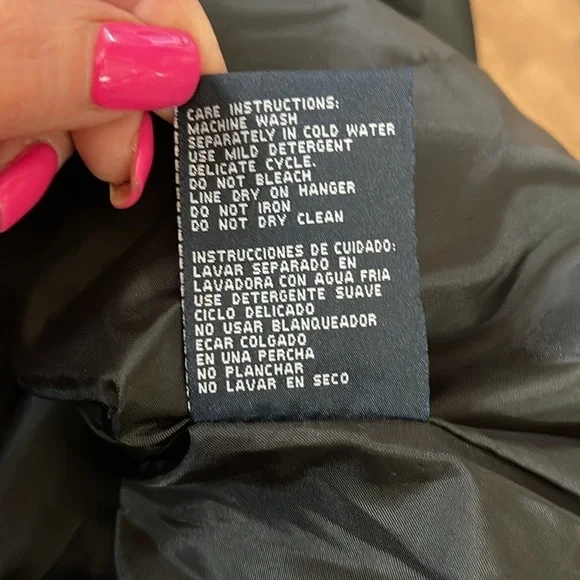 CARE INSTRUCTIONS:
MACHINE WASH
SEPARATELY IN COLD WATER
USE MILD DETERGENT
DELICATE CYCLE.
DO NOT BLEACH
LINE DRY ON HANGER
DO NOT IRON
DO NOT DRY CLEAN
INSTRUCCIONES DE CUIDADO:
LAVAR SEPARADO EN
LAVADORA CON AGUA FRIA
USE DETERGENTE SUAVE
CICLO DELICADO
NO USAR BLANQUEADOR
ECAR COLGADO
EN UNA PERCHA
NO PLANCHAR
NO LAVAR EN SECO